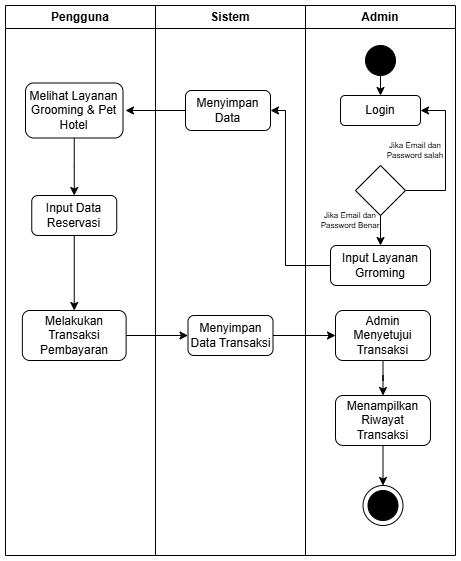 Pengguna
Sistem
Admin
Login
Jika Email dan
Password salah
Jika Email dan
Password Benar
Input Layanan
Grroming
Menyimpan
Data
Melihat Layanan
Grooming & Pet
Hotel
Input Data
Reservasi
Melakukan
Transaksi
Pembayaran
Menyimpan
Data Transaksi
Admin
Menyetujui
Transaksi
Menampilkan
Riwayat
Transaksi